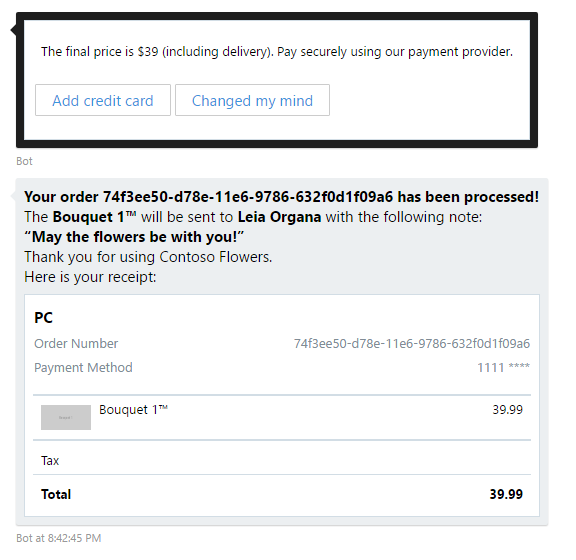 The final price is $39 (including delivery). Pay securely using our payment provider.
Add credit card
Changed my mind
Bot
Your order 74f3ee50-d78e-11e6-9786-632f0d1f09a6 has been processed!
The Bouquet 1™ will be sent to Leia Organa with the following note:
“May the flowers be with you!”
Thank you for using Contoso Flowers.
Here is your receipt:
PC
Order Number 74f3ee50-d78e-11e6-9786-632f0d1f09a6
Payment Method 1111 ****
Bouquet 1™ 39.99
Tax
Total 39.99
Bot at 8:42:45 PM